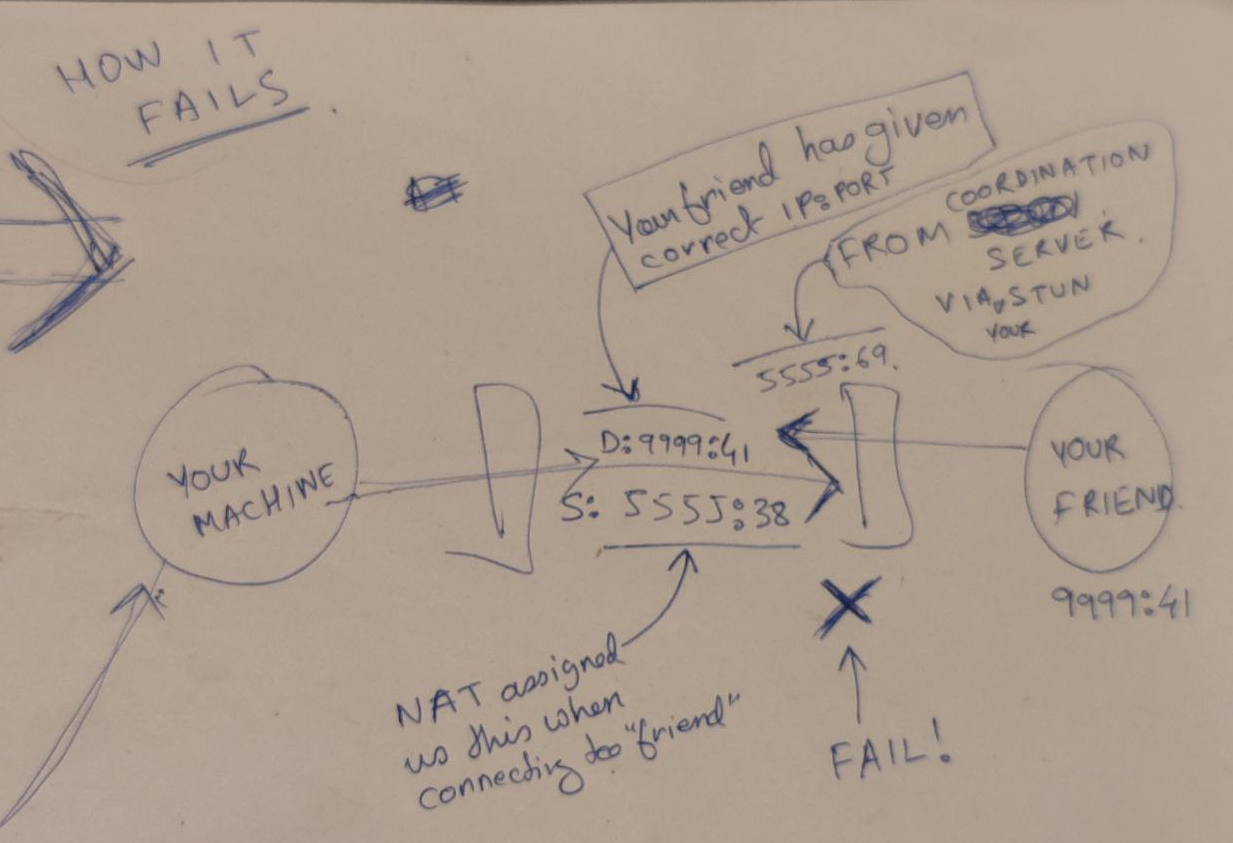 HOW IT
FAILS.
Your friend has given
correct IP:PORT
FROM COORDINATION
SERVER.
VIA STUN
YOUR
5555:69.
YOUR
MACHINE
D:9999:41
S: 5555:38
YOUR
FRIEND.
9999:41
NAT assigned
us this when
connecting too "friend"
FAIL!